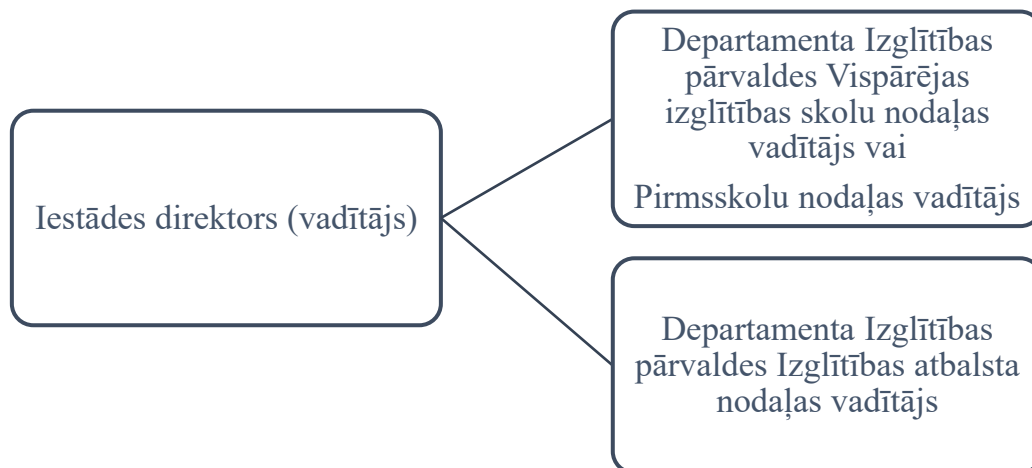 Iestādes direktors (vadītājs)
Departamenta Izglītības
pārvaldes Vispārējas
izglītības skolu nodaļas
vadītājs vai
Pirmsskolu nodaļas vadītājs
Departamenta Izglītības
pārvaldes Izglītības atbalsta
nodaļas vadītājs